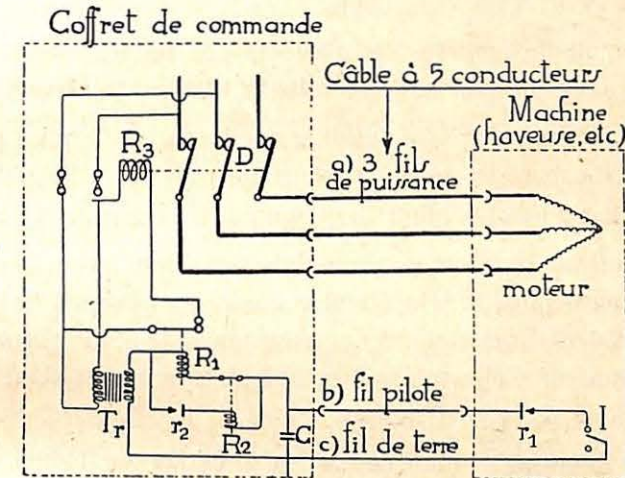 Coffret de commande
Câble à 5 conducteurs
Machine
(haveuse, etc)
R3
D
a) 3 fils
de puissance
moteur
R1
b) fil pilote
Tr
r2
R2
C
c) fil de terre
r1
I